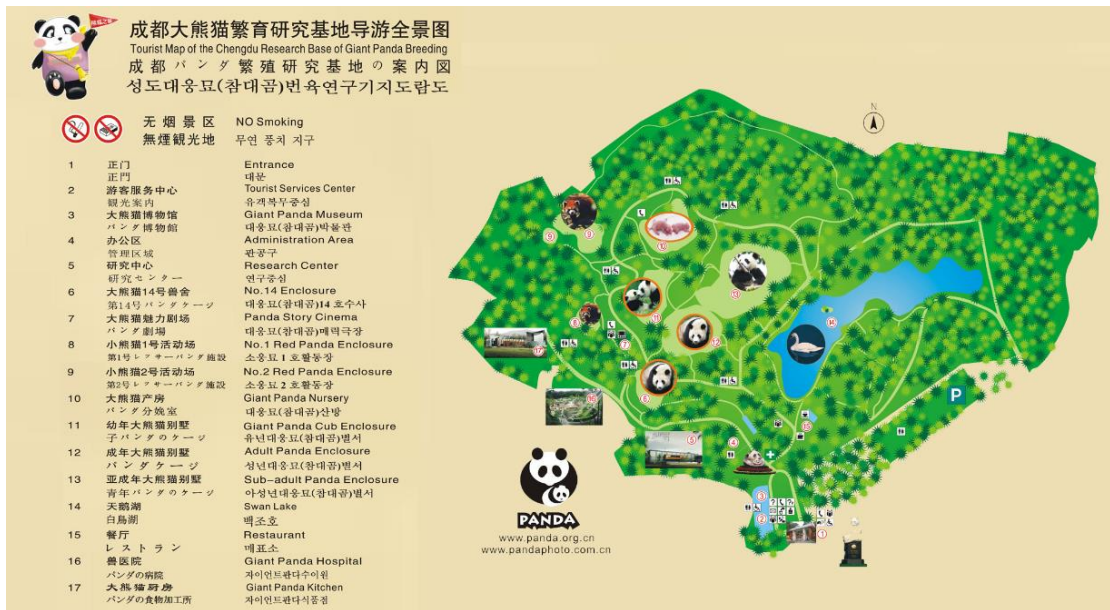 成都大熊猫繁育研究基地导游全景图
Tourist Map of the Chengdu Research Base of Giant Panda Breeding
成都パンダ繁殖研究基地の案内図
성도대웅묘(참대곰)번육연구기지도람도
无烟景区 NO Smoking
無煙観光地 무연 풍치 지구
1 正门 Entrance
正門 대문
2 游客服务中心 Tourist Services Center
観光案内 유객복무중심
3 大熊猫博物馆 Giant Panda Museum
パンダ博物館 대웅묘(참대곰)박물관
4 办公区 Administration Area
管理区域 관공구
5 研究中心 Research Center
研究センター 연구중심
6 大熊猫14号兽舍 No.14 Enclosure
第14号パンダケージ 대웅묘(참대곰)14 호수사
7 大熊猫魅力剧场 Panda Story Cinema
パンダ劇場 대웅묘(참대곰)매력극장
8 小熊猫1号活动场 No.1 Red Panda Enclosure
第1号レッサーパンダ施設 소웅묘 1 호활동장
9 小熊猫2号活动场 No.2 Red Panda Enclosure
第2号レッサーパンダ施設 소웅묘 2 호활동장
10 大熊猫产房 Giant Panda Nursery
パンダ分娩室 대웅묘(참대곰)산방
11 幼年大熊猫别墅 Giant Panda Cub Enclosure
子パンダのケージ 유년대웅묘(참대곰)별서
12 成年大熊猫别墅 Adult Panda Enclosure
パンダケージ 성년대웅묘(참대곰)별서
13 亚成年大熊猫别墅 Sub-adult Panda Enclosure
青年パンダのケージ 아성년대웅묘(참대곰)별서
14 天鹅湖 Swan Lake
白鳥湖 백조호
15 餐厅 Restaurant
レストラン 매표소
16 兽医院 Giant Panda Hospital
パンダの病院 자이언트판다수이원
17 大熊猫厨房 Giant Panda Kitchen
パンダの食物加工所 자이언트판다식품점
N
9
9
10
13
11
8
7
12
14
17
6
16
15
P
5
4
3
2
1
PANDA
www.panda.org.cn
www.pandaphoto.com.cn